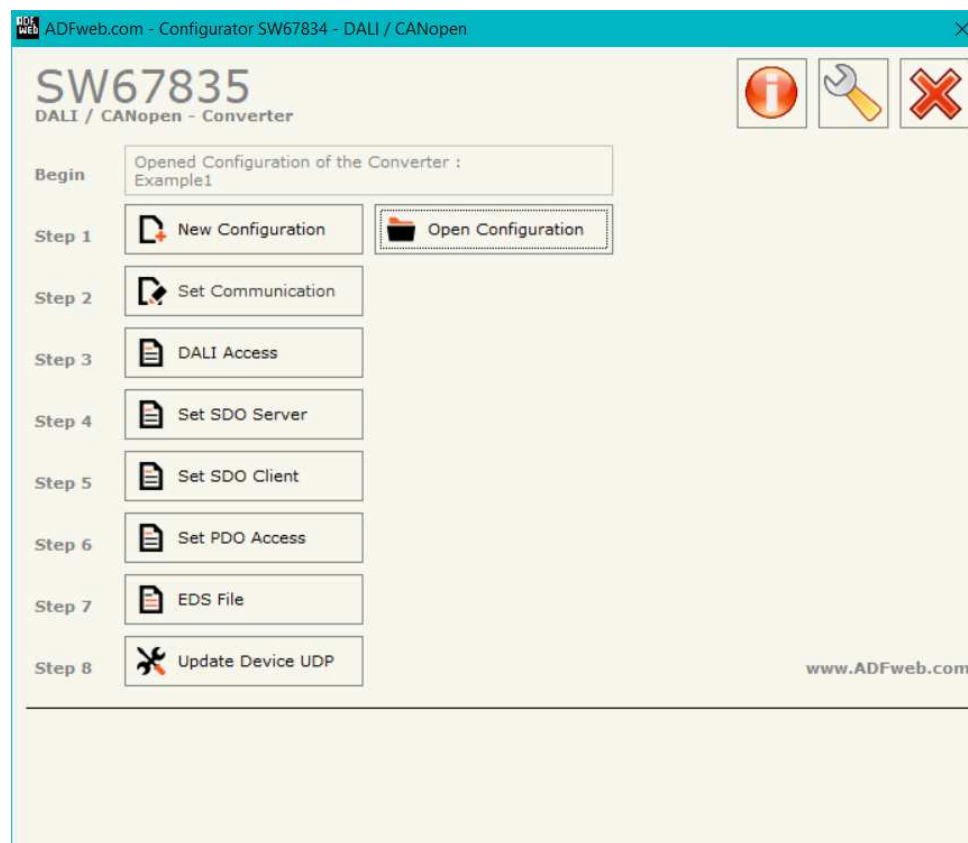 ADF
web
ADFweb.com - Configurator SW67834 - DALI / CANopen
SW67835
DALI / CANopen - Converter
Begin
Opened Configuration of the Converter :
Example1
Step 1
New Configuration
Open Configuration
Step 2
Set Communication
Step 3
DALI Access
Step 4
Set SDO Server
Step 5
Set SDO Client
Step 6
Set PDO Access
Step 7
EDS File
Step 8
Update Device UDP
www.ADFweb.com